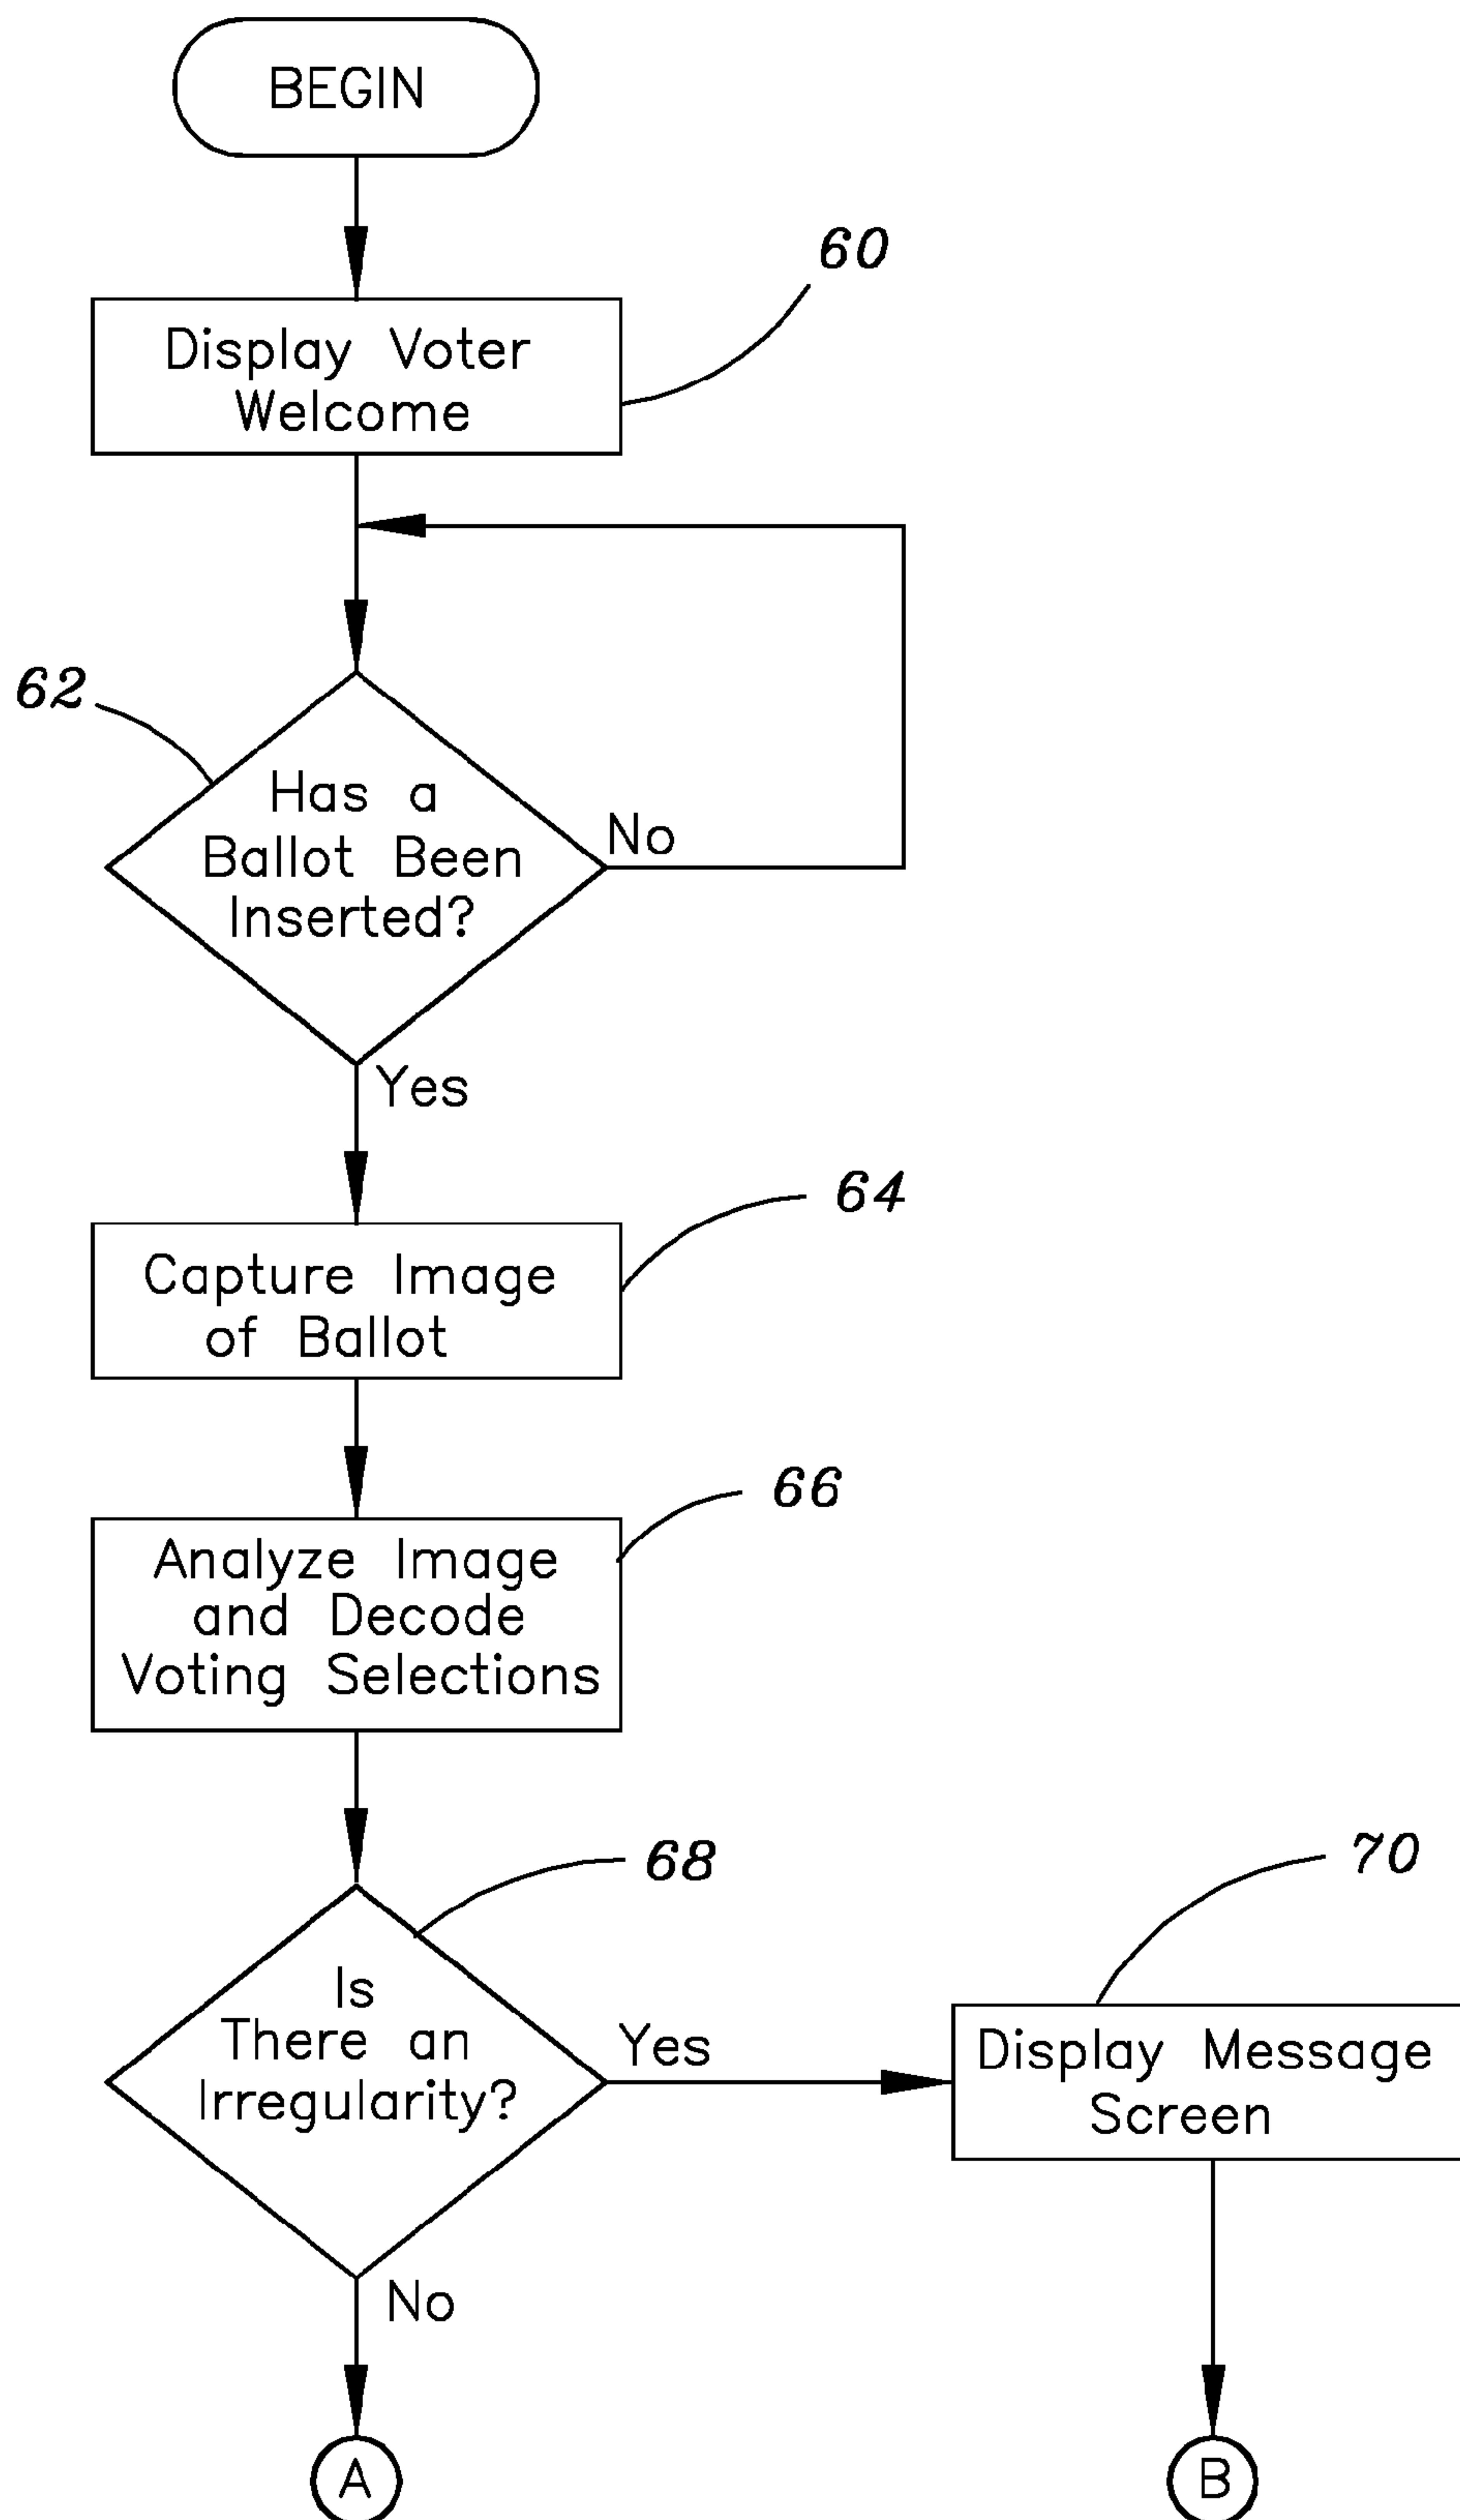 BEGIN
60
Display Voter
Welcome
62
Has a
Ballot Been
Inserted?
No
Yes
64
Capture Image
of Ballot
66
Analyze Image
and Decode
Voting Selections
68
70
Is
There an
Irregularity?
Yes
Display Message
Screen
No
A
B